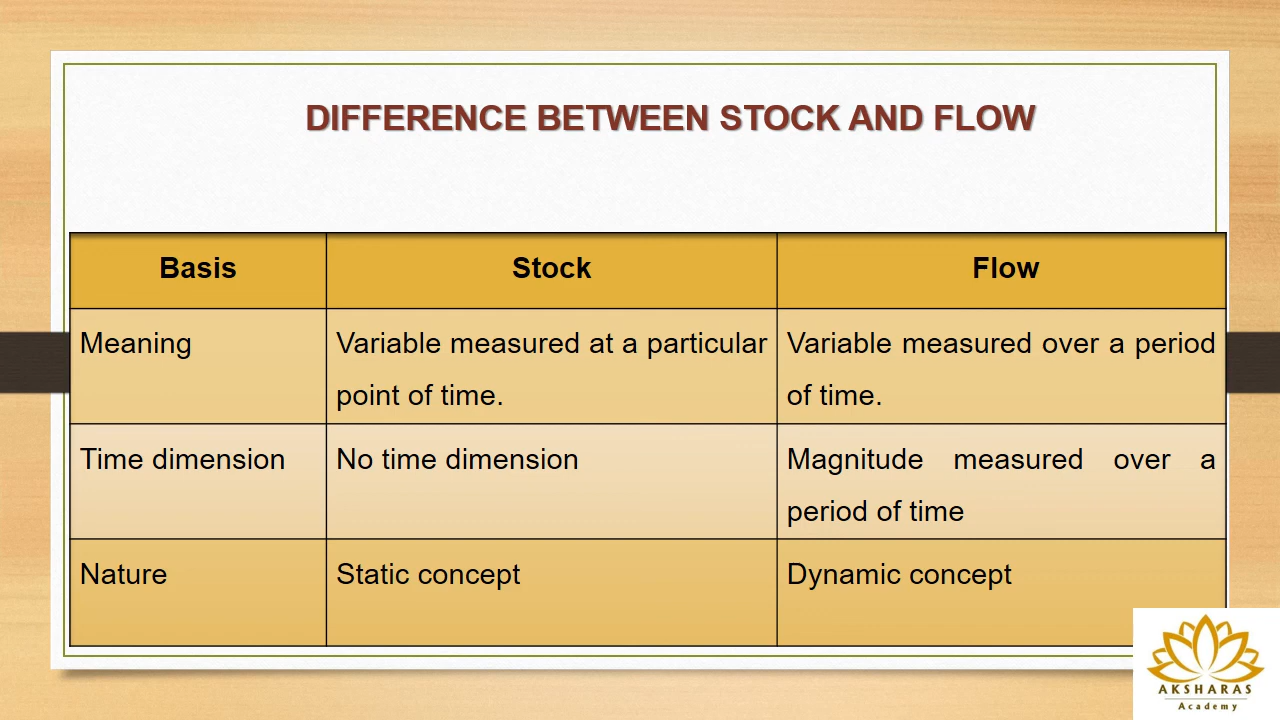 DIFFERENCE BETWEEN STOCK AND FLOW
Basis
Stock
Flow
Meaning
Variable measured at a particular
point of time.
Variable measured over a period
of time.
Time dimension
No time dimension
Magnitude measured over a
period of time
Nature
Static concept
Dynamic concept
AKSHARAS
Academy